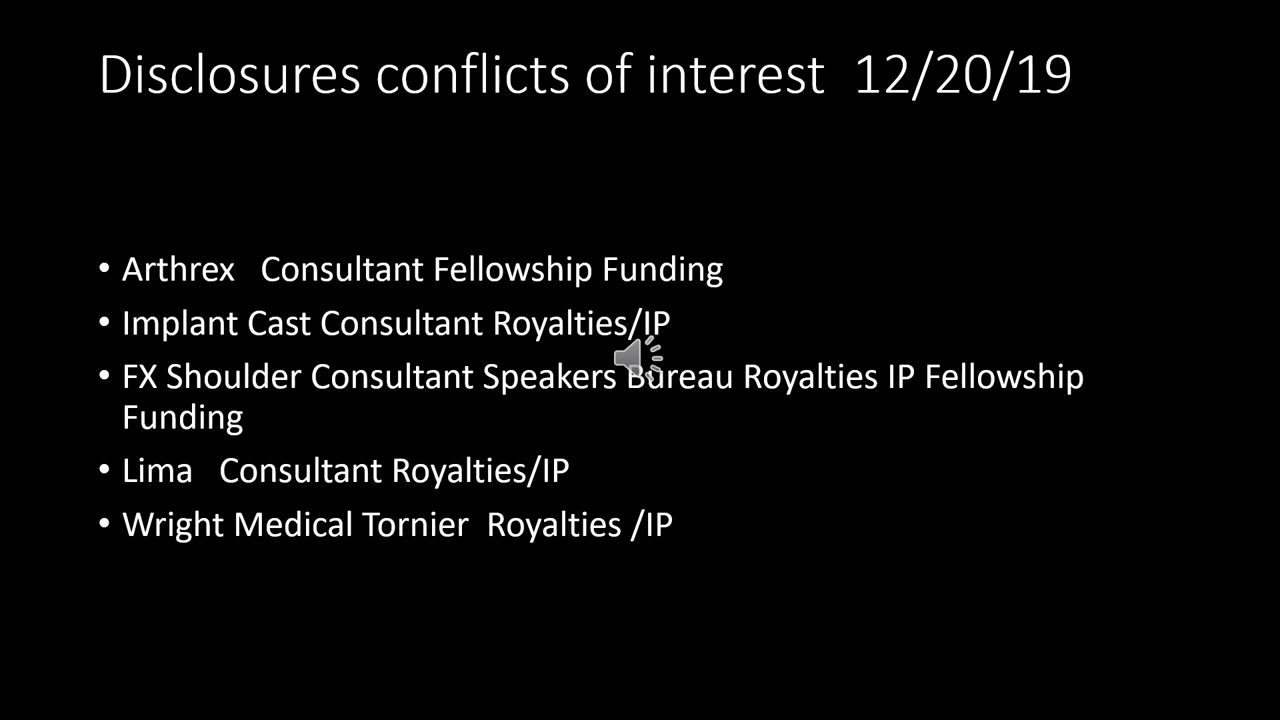 Disclosures conflicts of interest 12/20/19
• Arthrex Consultant Fellowship Funding
• Implant Cast Consultant Royalties/IP
• FX Shoulder Consultant Speakers Bureau Royalties IP Fellowship
Funding
• Lima Consultant Royalties/IP
• Wright Medical Tornier Royalties /IP